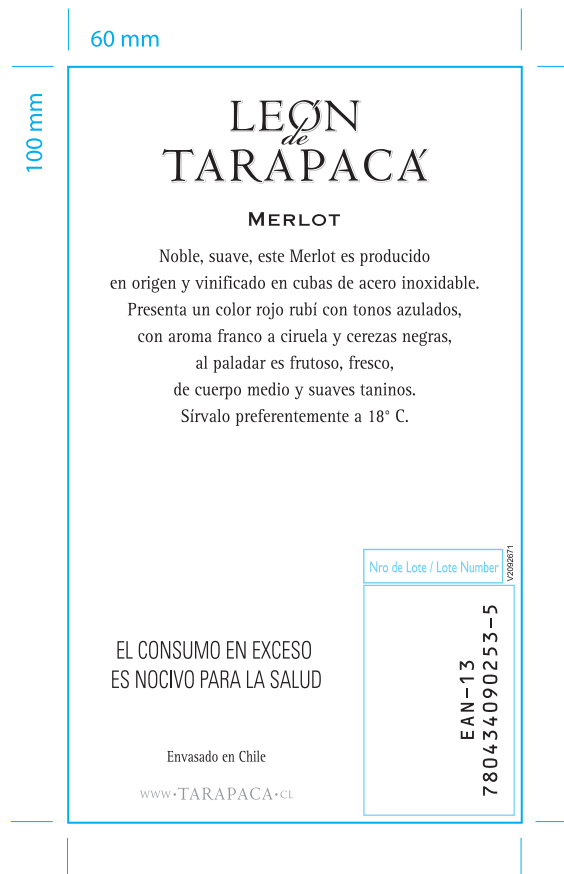 60 mm
100 mm
LEÓN
de
TARAPACÁ
MERLOT
Noble, suave, este Merlot es producido
en origen y vinificado en cubas de acero inoxidable.
Presenta un color rojo rubí con tonos azulados,
con aroma franco a ciruela y cerezas negras,
al paladar es frutoso, fresco,
de cuerpo medio y suaves taninos.
Sírvalo preferentemente a 18° C.
Nro de Lote / Lote Number
V2092671
EL CONSUMO EN EXCESO
ES NOCIVO PARA LA SALUD
EAN-13
780434090253-5
Envasado en Chile
WWW•TARAPACA•CL